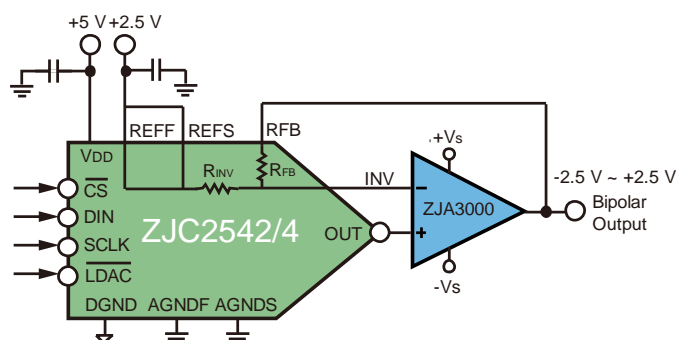 +5 V +2.5 V
REFF REFS RFB
VDD
RINV RFB INV +Vs
CS
DIN
SCLK
LDAC
ZJC2542/4
OUT
− ZJA3000
+
-Vs
-2.5 V ~ +2.5 V
Bipolar
Output
DGND AGNDF AGNDS